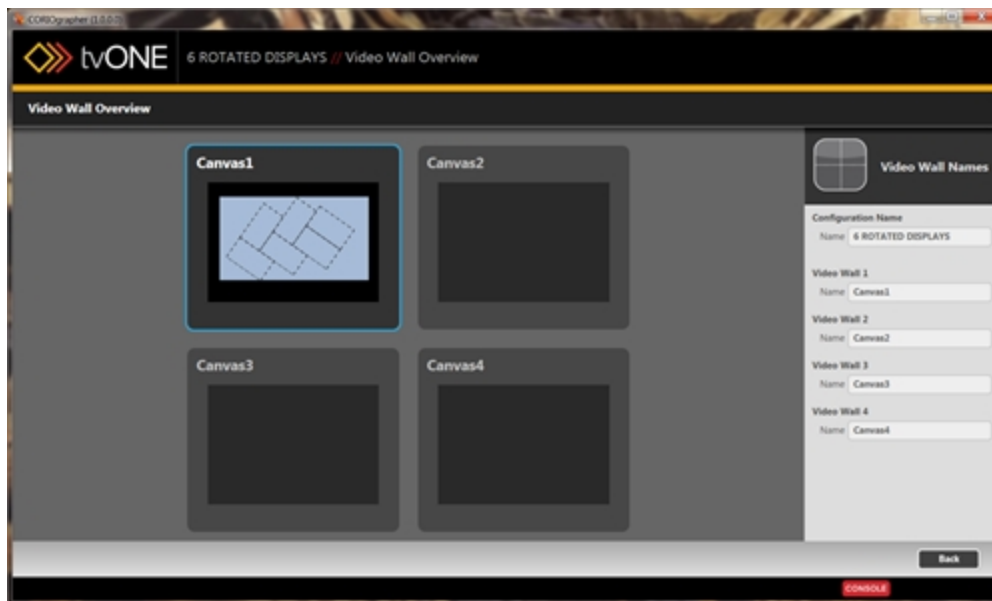 CORIOgrapher (1.0.0.0)
tvONE
6 ROTATED DISPLAYS // Video Wall Overview
Video Wall Overview
Canvas1
Canvas2
Canvas3
Canvas4
Video Wall Names
Configuration Name
Name 6 ROTATED DISPLAYS
Video Wall 1
Name Canvas1
Video Wall 2
Name Canvas2
Video Wall 3
Name Canvas3
Video Wall 4
Name Canvas4
Back
CONSOLE